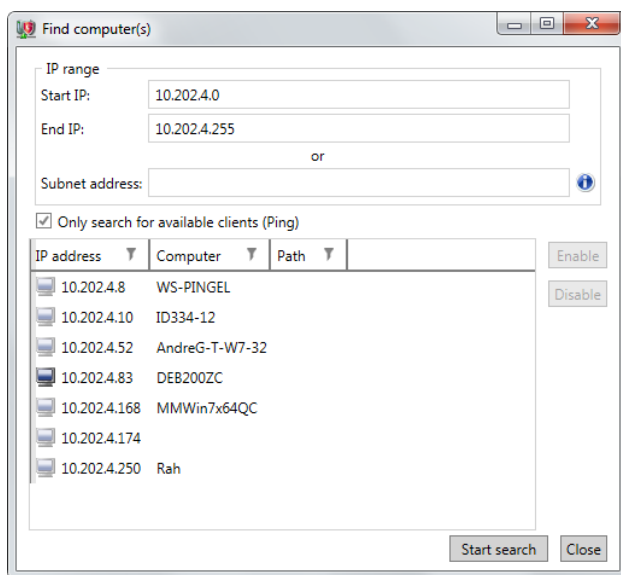 Find computer(s)
IP range
Start IP: 10.202.4.0
End IP: 10.202.4.255
or
Subnet address:
Only search for available clients (Ping)
IP address Computer Path
Enable
Disable
10.202.4.8 WS-PINGEL
10.202.4.10 ID334-12
10.202.4.52 AndreG-T-W7-32
10.202.4.83 DEB200ZC
10.202.4.168 MMWin7x64QC
10.202.4.174
10.202.4.250 Rah
Start search Close